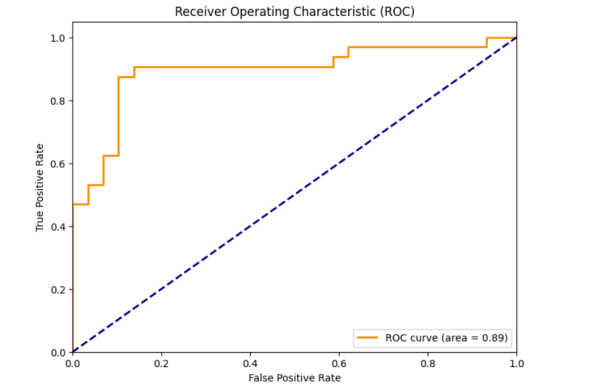 Receiver Operating Characteristic (ROC)
1.0
0.8
0.6
0.4
0.2
0.0
True Positive Rate
ROC curve (area = 0.89)
0.0 0.2 0.4 0.6 0.8 1.0
False Positive Rate